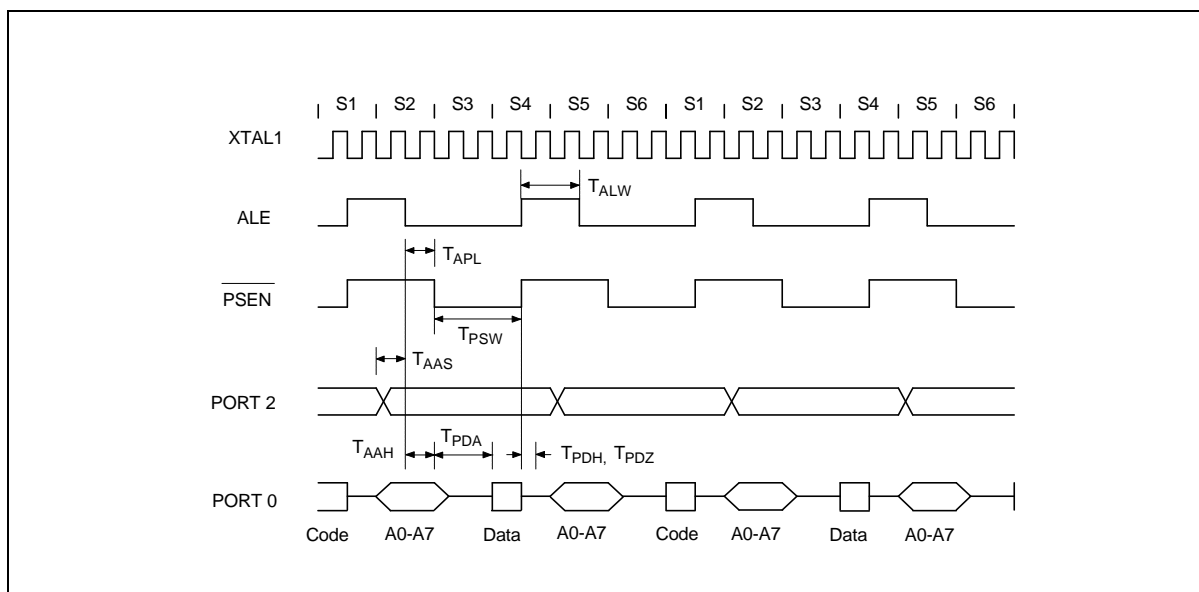 S1 S2 S3 S4 S5 S6 S1 S2 S3 S4 S5 S6
XTAL1
TALW
ALE
TAPL
PSEN
TPSW
TAAS
PORT 2
TAAH TPDA TPDH, TPDZ
PORT 0
Code A0-A7 Data A0-A7 Code A0-A7 Data A0-A7